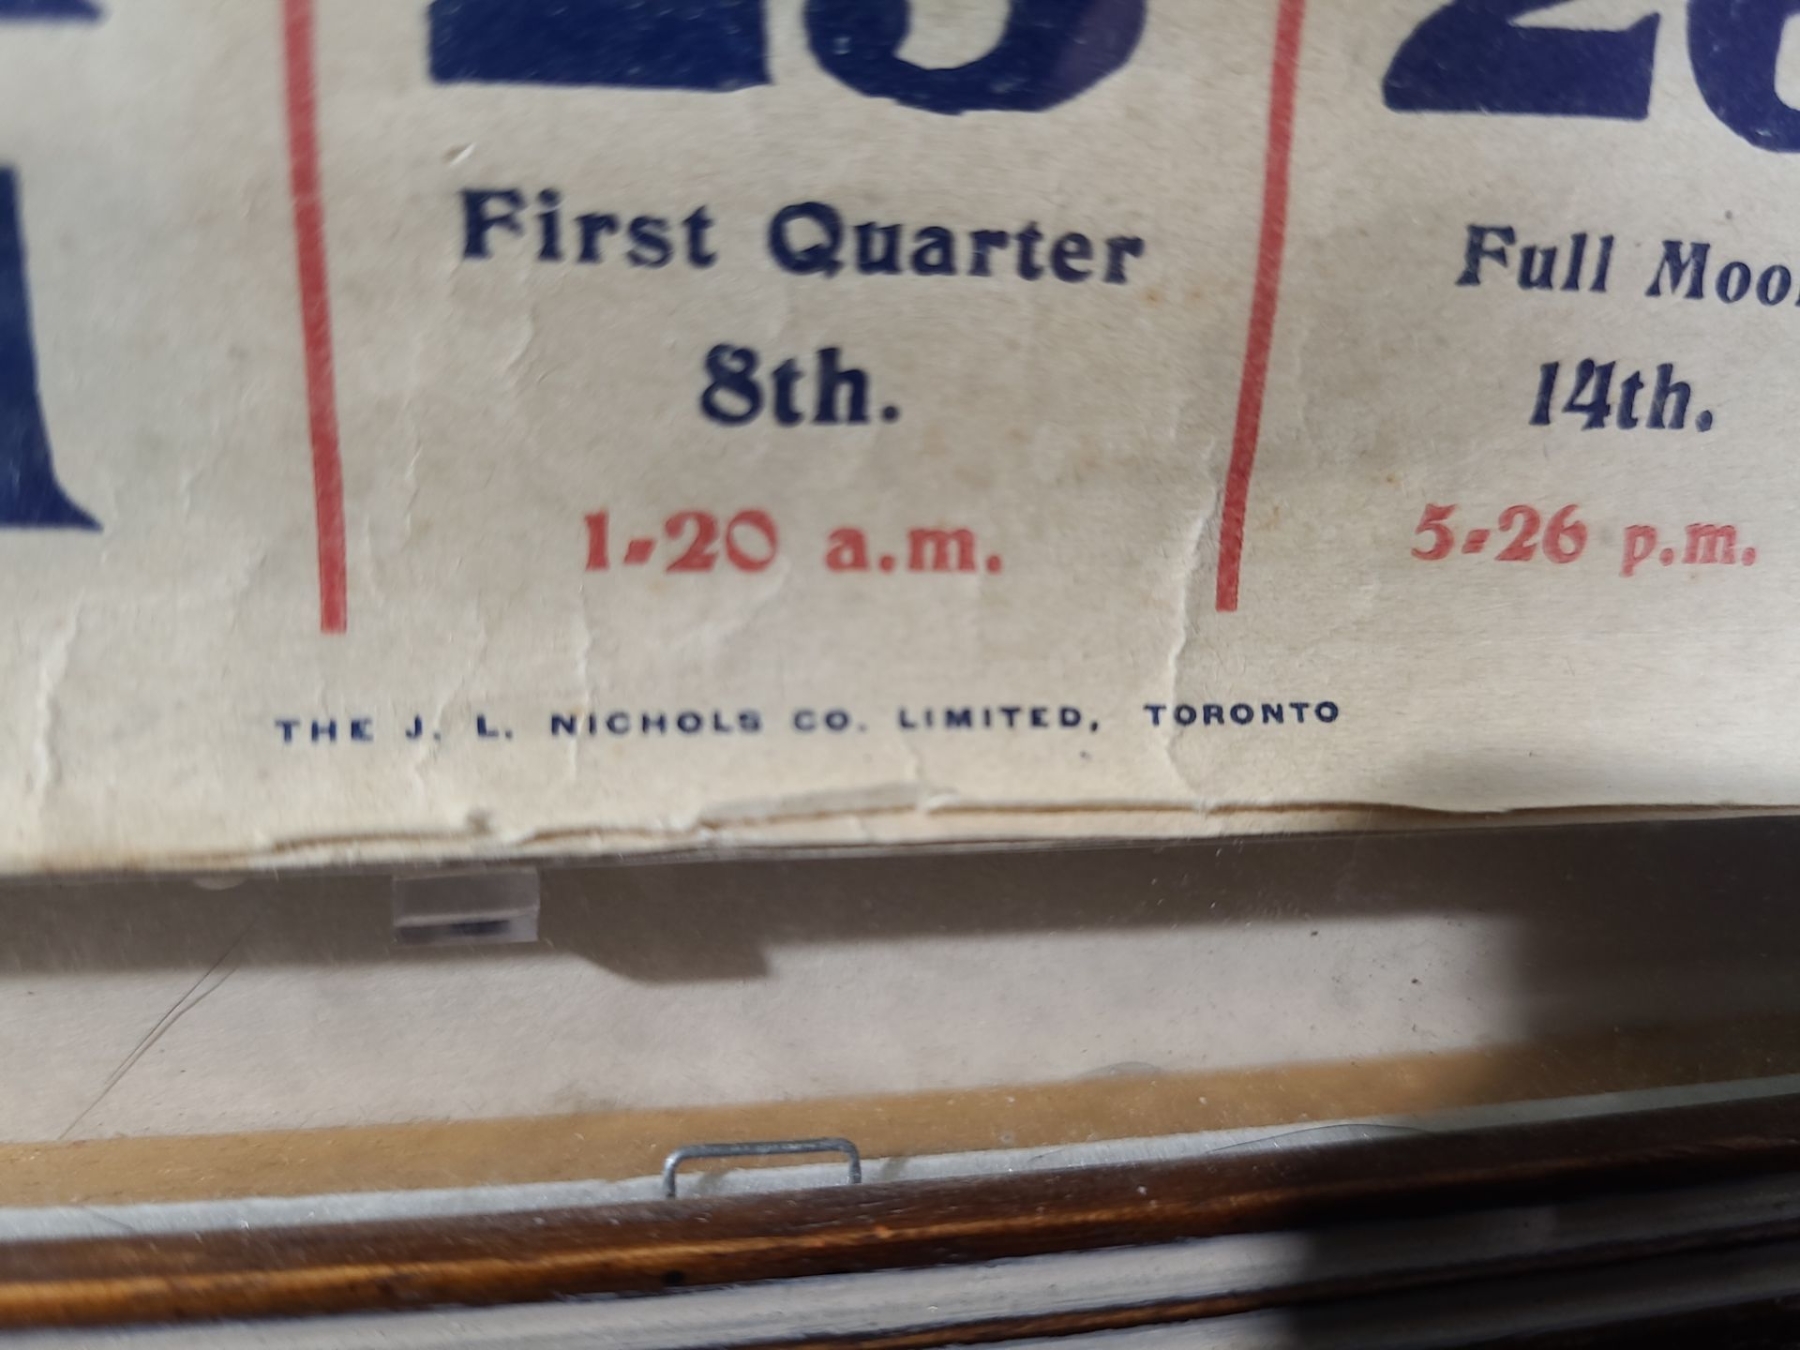 First Quarter
8th.
1-20 a.m.
Full
14th.
5-26 p.m.
THE J. L. NICHOLS CO. LIMITED, TORONTO